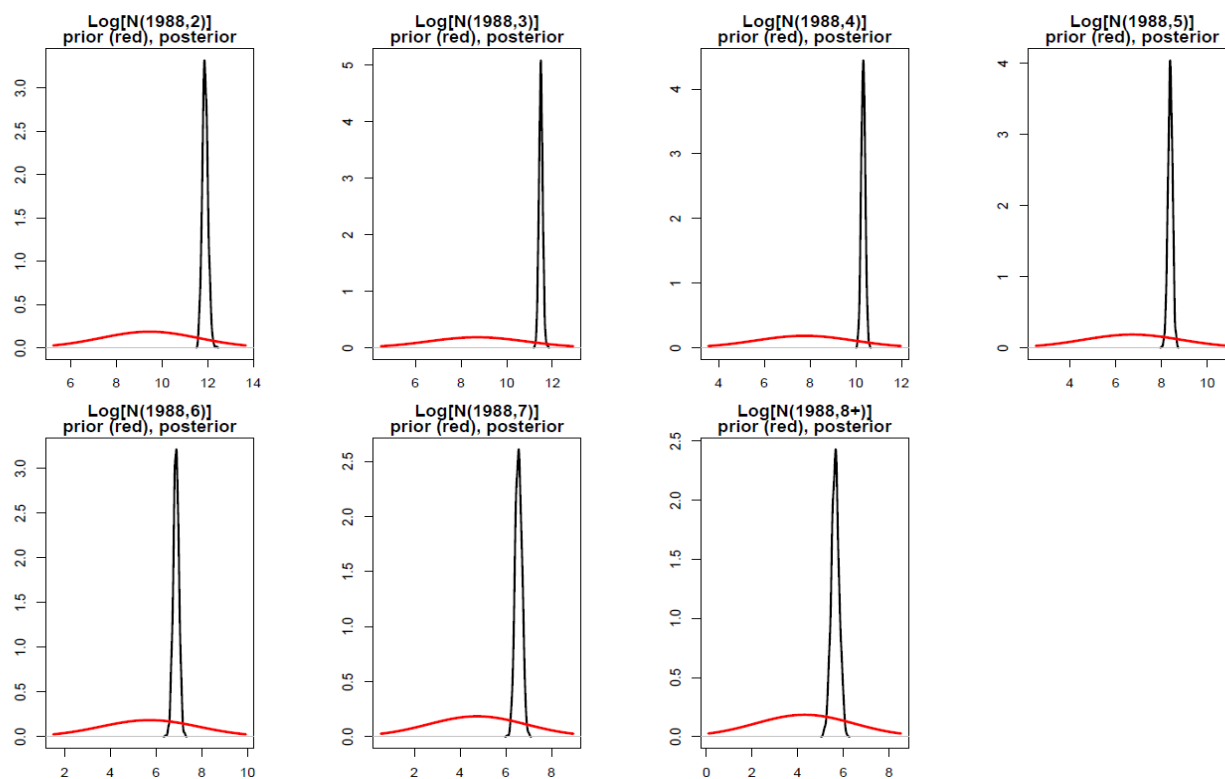 Log[N(1988,2)]
prior (red), posterior
0.0 0.5 1.0 1.5 2.0 2.5 3.0
6 8 10 12 14
Log[N(1988,3)]
prior (red), posterior
0 1 2 3 4 5
4 6 8 10 12
Log[N(1988,4)]
prior (red), posterior
0 1 2 3 4
4 6 8 10 12
Log[N(1988,5)]
prior (red), posterior
0 1 2 3 4
4 6 8 10
Log[N(1988,6)]
prior (red), posterior
0.0 0.5 1.0 1.5 2.0 2.5 3.0
2 4 6 8 10
Log[N(1988,7)]
prior (red), posterior
0.0 0.5 1.0 1.5 2.0 2.5
2 4 6 8
Log[N(1988,8+)]
prior (red), posterior
0.0 0.5 1.0 1.5 2.0 2.5
0 2 4 6 8